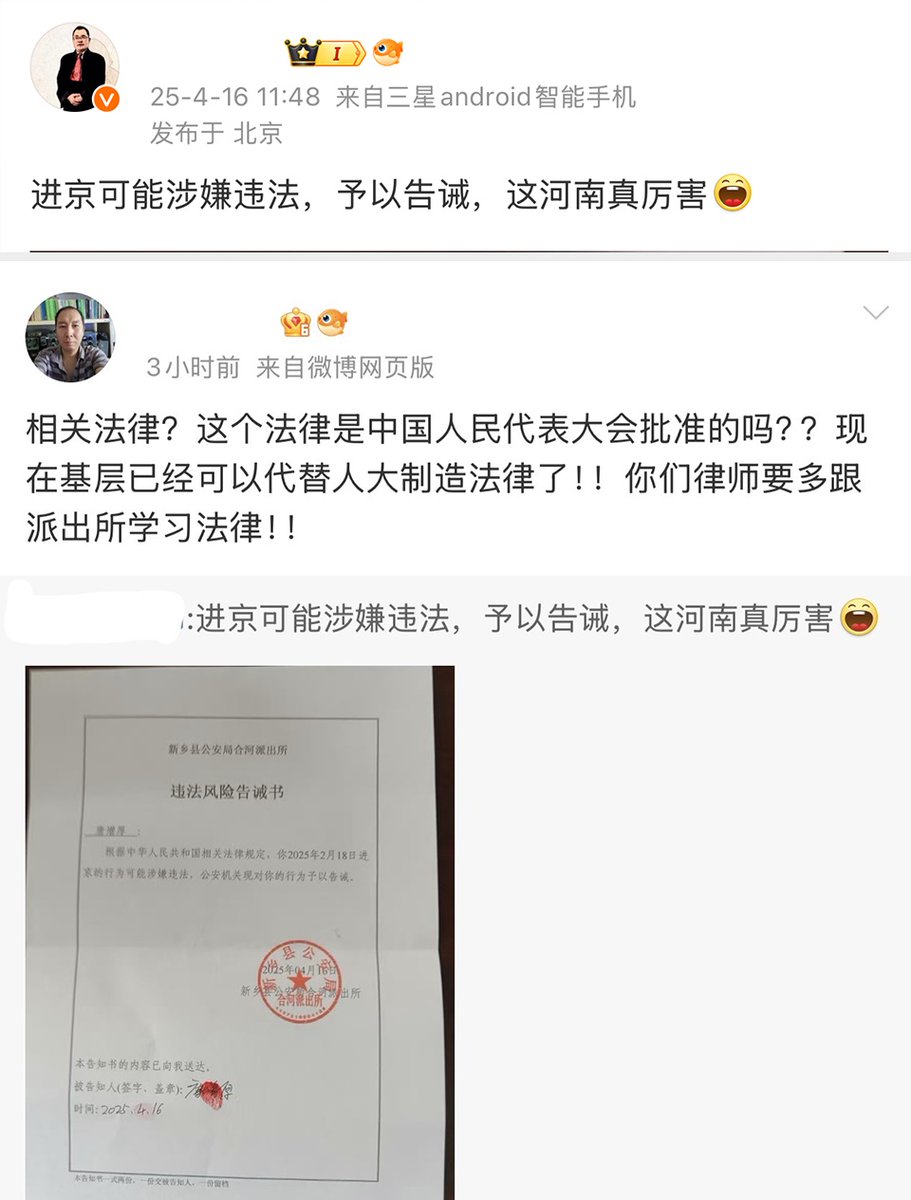 25-4-16 11:48 来自三星android智能手机
发布于 北京
进京可能涉嫌违法，予以告诫，这河南真厉害
3小时前 来自微博网页版
相关法律？这个法律是中国人民代表大会批准的吗？？现
在基层已经可以代替人大制造法律了！！你们律师要多跟
派出所学习法律！！
:进京可能涉嫌违法，予以告诫，这河南真厉害
新乡县公安局合河派出所
违法风险告诫书
根据中华人民共和国相关法律规定，你2025年2月18日进
京的行为可能涉嫌违法，公安机关现对你的行为予以告诫。
2025年04月16日
新乡县公安局合河派出所
新乡县公安局
合河派出所
本告知书的内容已向我送达。
被告知人(签字、盖章):
时间: 2025.4.16
本告知书一式两份，一份交被告知人，一份留档